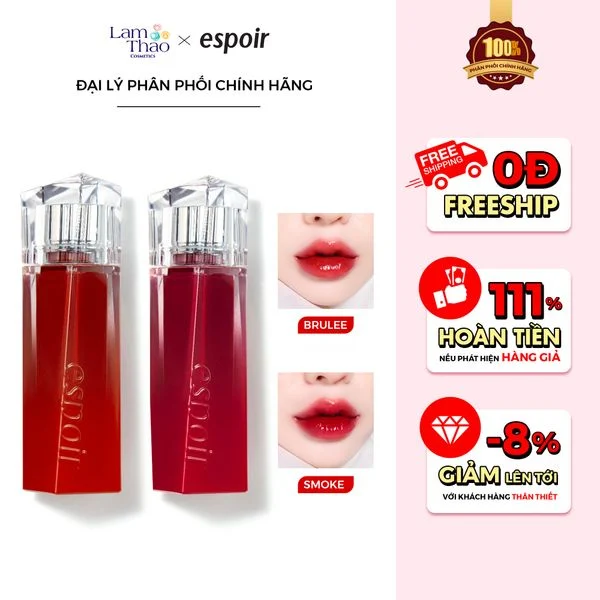 Lam
Thảo
COSMETICS
×
espoir
ĐẠI LÝ PHÂN PHỐI CHÍNH HÃNG
espoir
espoir
BRULEE
SMOKE
100%
PHÂN PHỐI CHÍNH HÃNG
FREE
SHIPPING
0Đ
FREESHIP
111%
HOÀN TIỀN
NẾU PHÁT HIỆN HÀNG GIẢ
-8%
GIẢM LÊN TỚI
VỚI KHÁCH HÀNG THÂN THIẾT